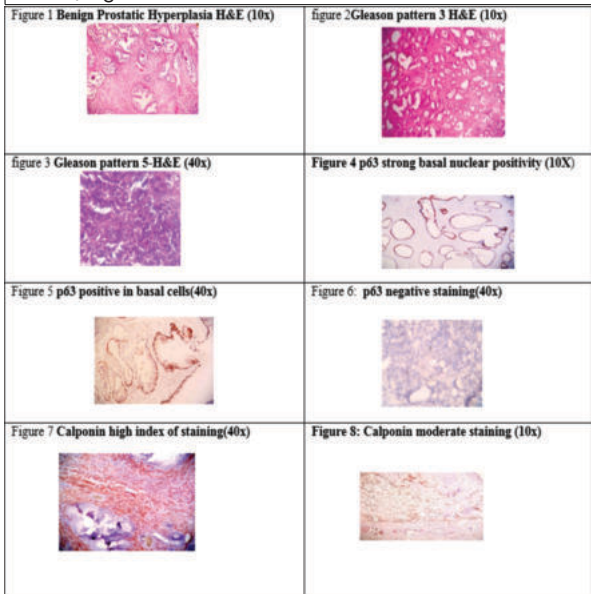 Figure 1 Benign Prostatic Hyperplasia H&E (10x)
figure 2Gleason pattern 3 H&E (10x)
figure 3 Gleason pattern 5-H&E (40x)
Figure 4 p63 strong basal nuclear positivity (10X)
Figure 5 p63 positive in basal cells(40x)
Figure 6: p63 negative staining(40x)
Figure 7 Calponin high index of staining(40x)
Figure 8: Calponin moderate staining (10x)